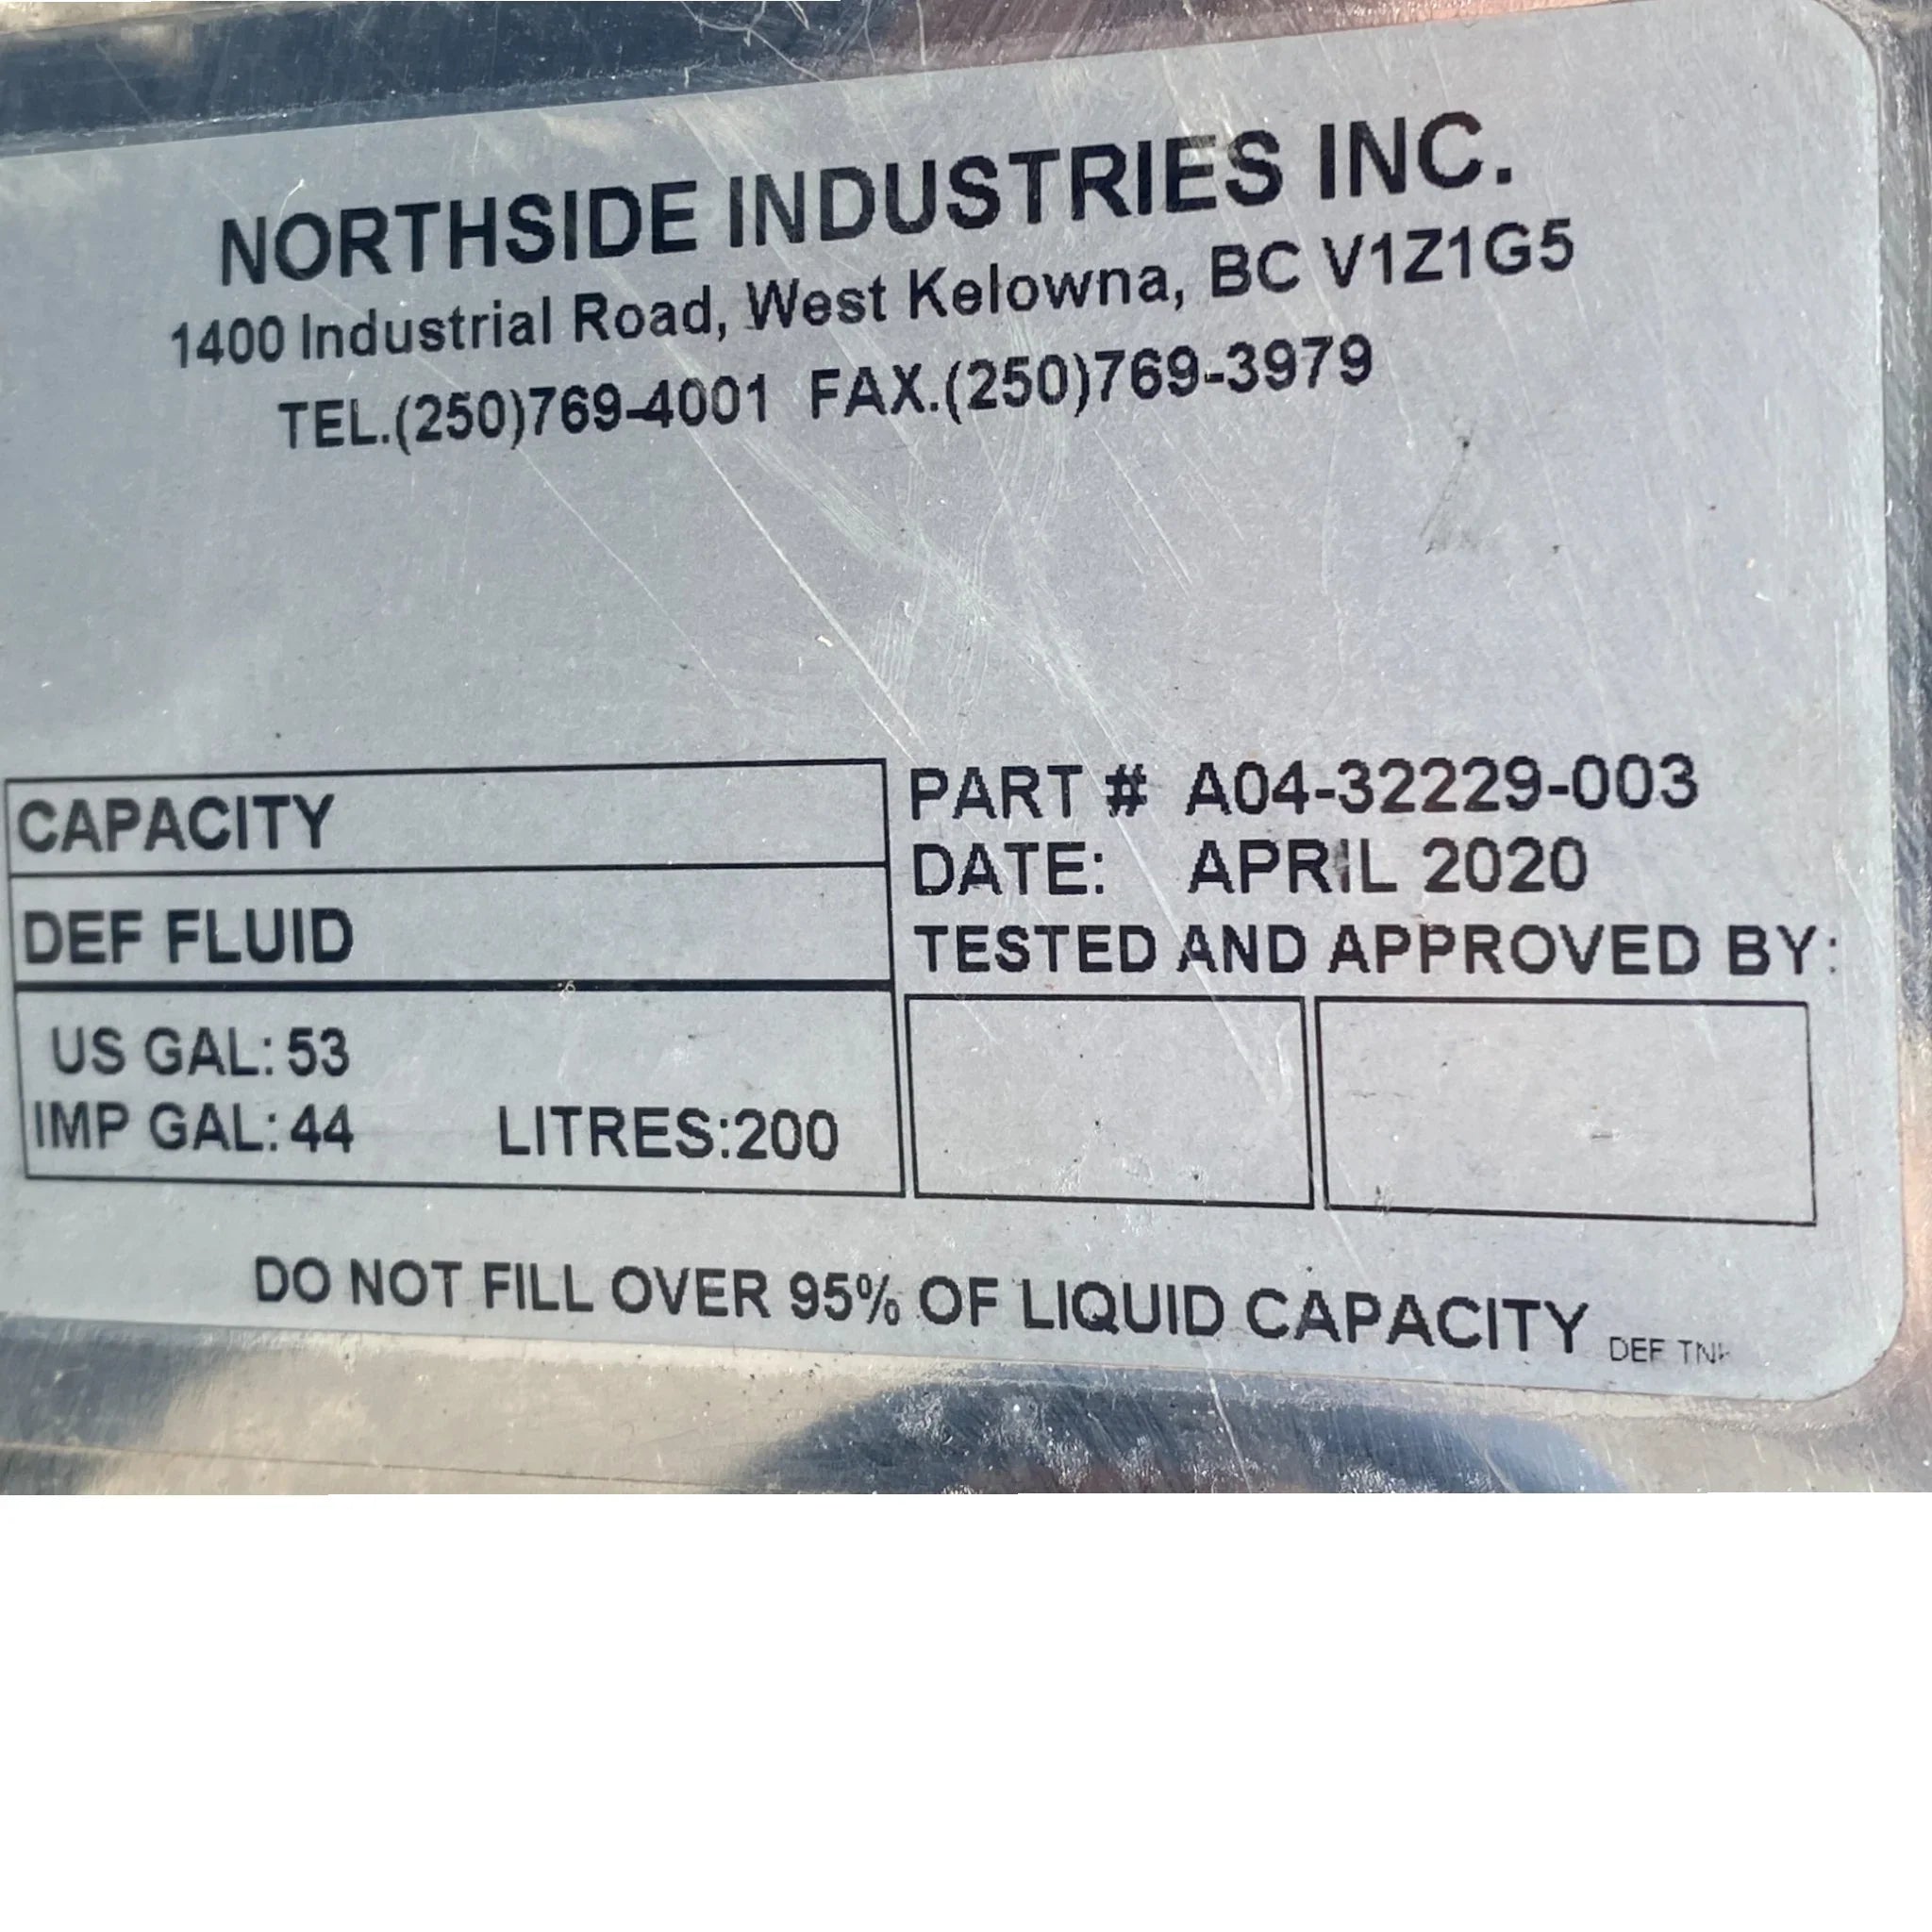 NORTHSIDE INDUSTRIES INC.
1400 Industrial Road, West Kelowna, BC V1Z1G5
TEL.(250)769-4001 FAX.(250)769-3979
CAPACITY
DEF FLUID
US GAL: 53
IMP GAL: 44 LITRES:200
PART # A04-32229-003
DATE: APRIL 2020
TESTED AND APPROVED BY:
DO NOT FILL OVER 95% OF LIQUID CAPACITY
DEF